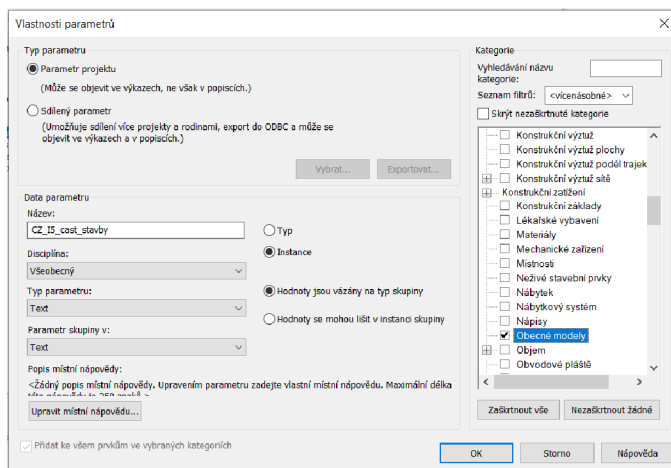 Vlastnosti parametrů
Typ parametru
Parametr projektu
(Může se objevit ve výkazech, ne však v popiscích.)
Sdílený parametr
(Umožňuje sdílení více projekty a rodinami, export do ODBC a může se
objevit ve výkazech a v popiscích.)
Vybrat...
Exportovat...
Data parametru
Název:
CZ_I5_cast_stavby
Typ
Disciplína:
Instance
Všeobecný
Typ parametru:
Hodnoty jsou vázány na typ skupiny
Text
Hodnoty se mohou lišit v instanci skupiny
Parametr skupiny v:
Text
Popis místní nápovědy:
<Žádný popis místní nápovědy. Upravením parametru zadejte vlastní místní nápovědu. Maximální délka
Upravit místní nápovědu...
Přidat ke všem prvkům ve vybraných kategoriích
Kategorie
Vyhledávání názvu
kategorie:
Seznam filtrů:
<vícenásobné>
Skrýt nezaškrtnuté kategorie
Konstrukční výztuž
Konstrukční výztuž plochy
Konstrukční výztuž podél trajek
Konstrukční výztuž sítě
Konstrukční zatížení
Konstrukční základy
Lékařské vybavení
Materiály
Mechanické zařízení
Místnosti
Neživé stavební prvky
Nábytek
Nábytkový systém
Nápisy
Obecné modely
Objem
Obvodové pláště
Zaškrtnout vše
Nezaškrtnout žádné
OK
Storno
Nápověda